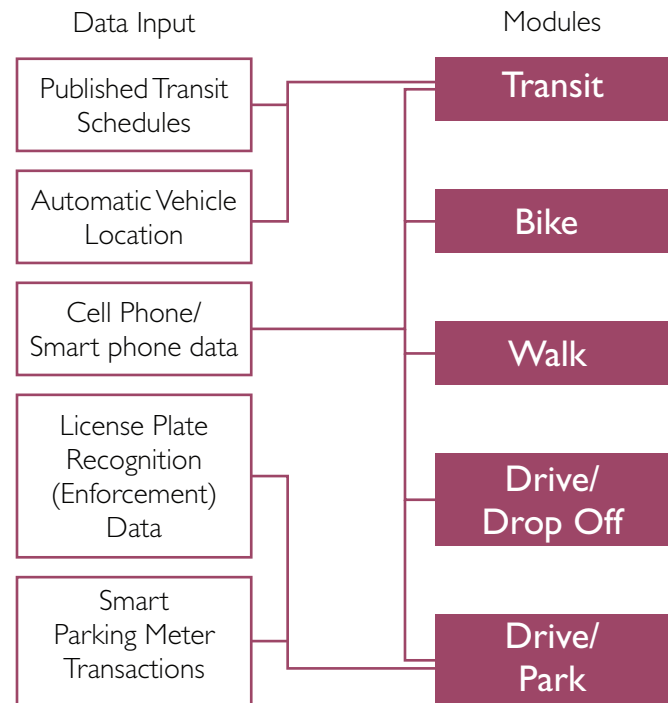 Data Input
Modules
Published Transit
Schedules
Automatic Vehicle
Location
Cell Phone/
Smart phone data
License Plate
Recognition
(Enforcement)
Data
Smart
Parking Meter
Transactions
Transit
Bike
Walk
Drive/
Drop Off
Drive/
Park